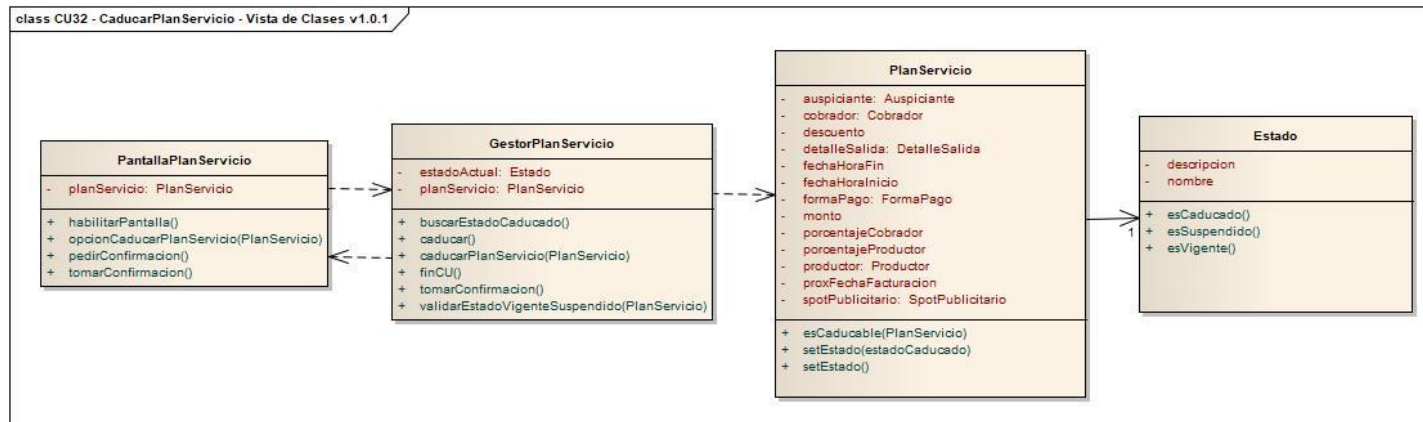 class CU32 - CaducarPlanServicio - Vista de Clases v1.0.1
PantallaPlanServicio
- planServicio: PlanServicio
+ habilitarPantalla()
+ opcionCaducarPlanServicio(PlanServicio)
+ pedirConfirmacion()
+ tomarConfirmacion()
GestorPlanServicio
- estadoActual: Estado
- planServicio: PlanServicio
+ buscarEstadoCaducado()
+ caducar()
+ caducarPlanServicio(PlanServicio)
+ finCU()
+ tomarConfirmacion()
+ validarEstadoVigenteSuspendido(PlanServicio)
PlanServicio
- auspiciante: Auspiciante
- cobrador: Cobrador
- descuento
- detalleSalida: DetalleSalida
- fechaHoraFin
- fechaHoraInicio
- formaPago: FormaPago
- monto
- porcentajeCobrador
- porcentajeProductor
- productor: Productor
- proxFechaFacturacion
- spotPublicitario: SpotPublicitario
+ esCaducable(PlanServicio)
+ setEstado(estadoCaducado)
+ setEstado()
1
Estado
- descripcion
- nombre
+ esCaducado()
+ esSuspendido()
+ esVigente()